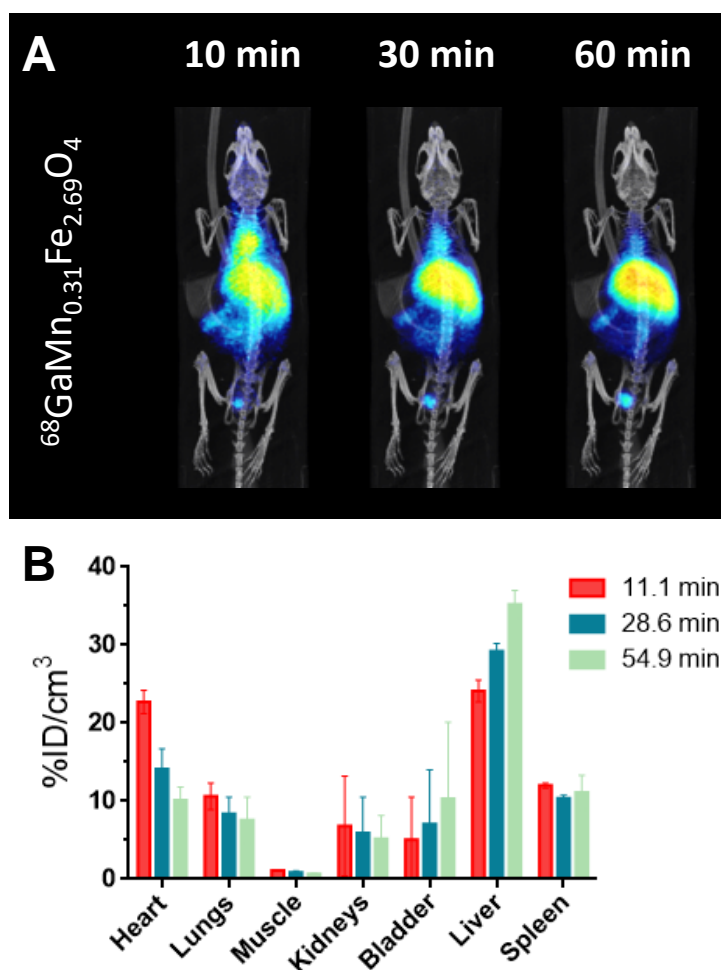 A
10 min 30 min 60 min
⁶⁸GaMn₀.₃₁Fe₂.₆₉O₄
B
40
30
20
10
0
%ID/cm³
11.1 min
28.6 min
54.9 min
Heart Lungs Muscle Kidneys Bladder Liver Spleen